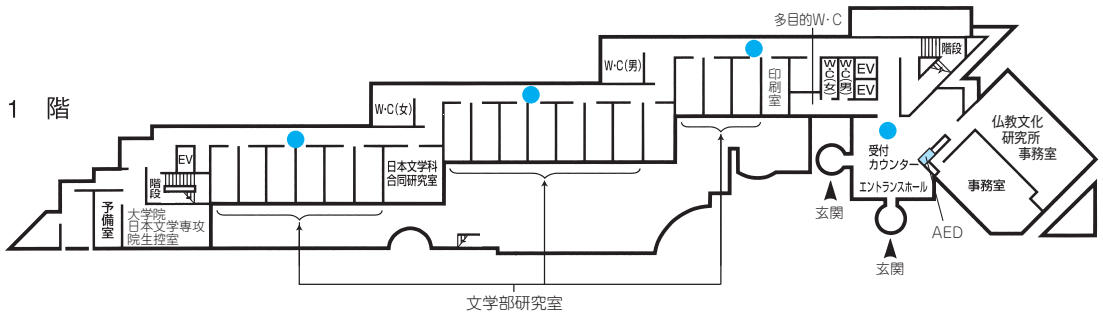 1 階
多目的W・C
W・C(男)
印刷室
W・C(女)
W・C(男)
EV
EV
階段
W・C(女)
日本文学科
合同研究室
EV
階段
予備室
大学院
日本文学専攻
院生控室
受付
カウンター
エントランスホール
仏教文化
研究所
事務室
事務室
玄関
玄関
AED
文学部研究室